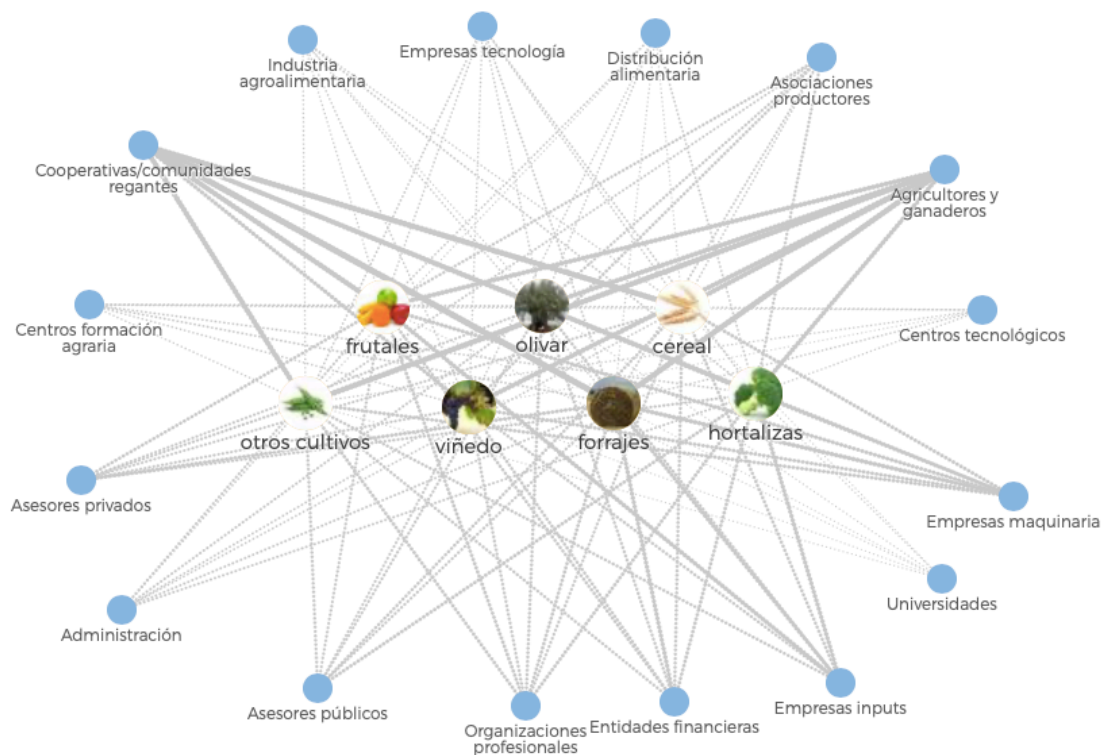 Empresas tecnología
Industria
agroalimentaria
Distribución
alimentaria
Asociaciones
productores
Cooperativas/comunidades
regantes
Agricultores y
ganaderos
Centros formación
agraria
frutales
olivar
cereal
Centros tecnológicos
otros cultivos
viñedo
forrajes
hortalizas
Asesores privados
Empresas maquinaria
Administración
Universidades
Asesores públicos
Organizaciones
profesionales
Entidades financieras
Empresas inputs